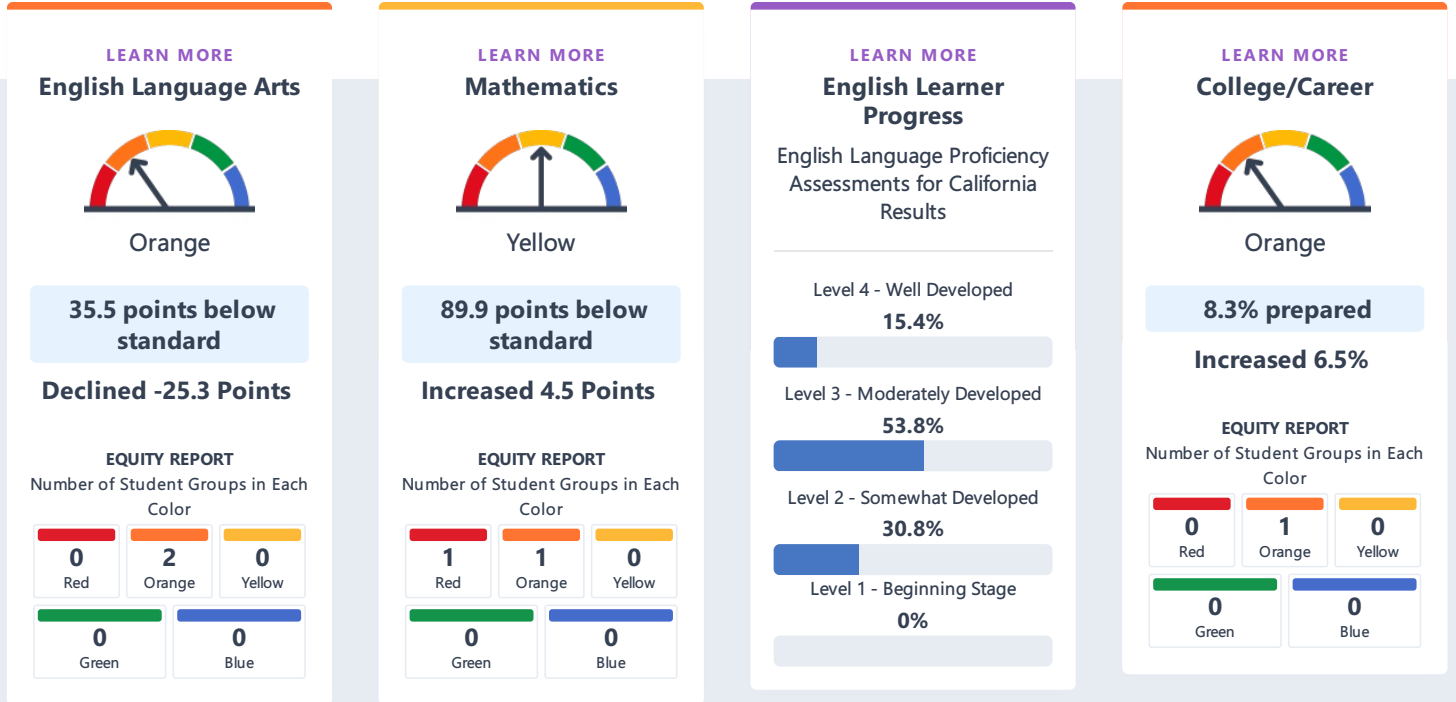 LEARN MORE
English Language Arts
Orange
35.5 points below
standard
Declined -25.3 Points
EQUITY REPORT
Number of Student Groups in Each
Color
0
Red
2
Orange
0
Yellow
0
Green
0
Blue
LEARN MORE
Mathematics
Yellow
89.9 points below
standard
Increased 4.5 Points
EQUITY REPORT
Number of Student Groups in Each
Color
1
Red
1
Orange
0
Yellow
0
Green
0
Blue
LEARN MORE
English Learner
Progress
English Language Proficiency
Assessments for California
Results
Level 4 - Well Developed
15.4%
Level 3 - Moderately Developed
53.8%
Level 2 - Somewhat Developed
30.8%
Level 1 - Beginning Stage
0%
LEARN MORE
College/Career
Orange
8.3% prepared
Increased 6.5%
EQUITY REPORT
Number of Student Groups in Each
Color
0
Red
1
Orange
0
Yellow
0
Green
0
Blue